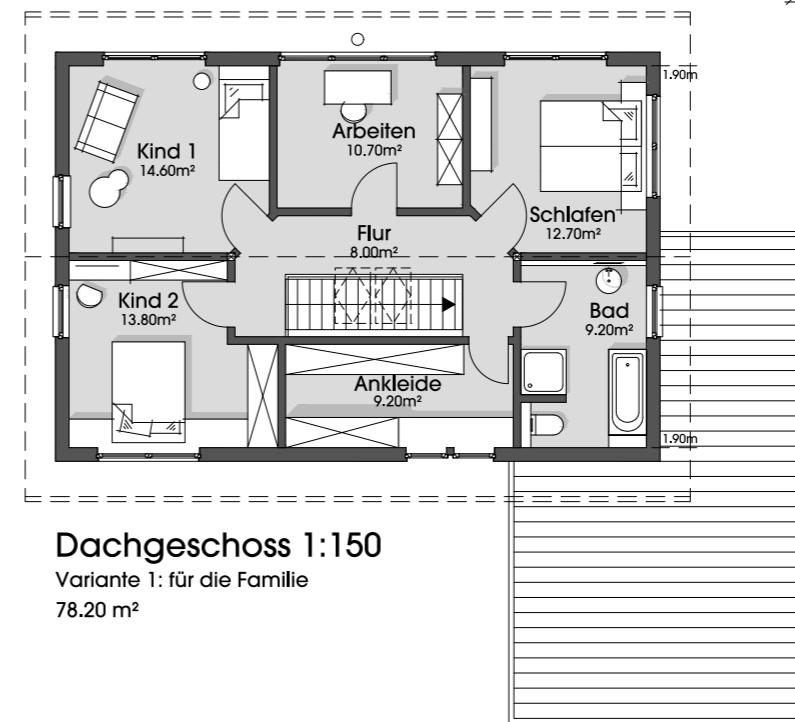 1.90m
Kind 1
14.60m²
Arbeiten
10.70m²
Schlafen
12.70m²
Flur
8.00m²
Kind 2
13.80m²
Bad
9.20m²
Ankleide
9.20m²
1.90m
Dachgeschoss 1:150
Variante 1: für die Familie
78.20 m²